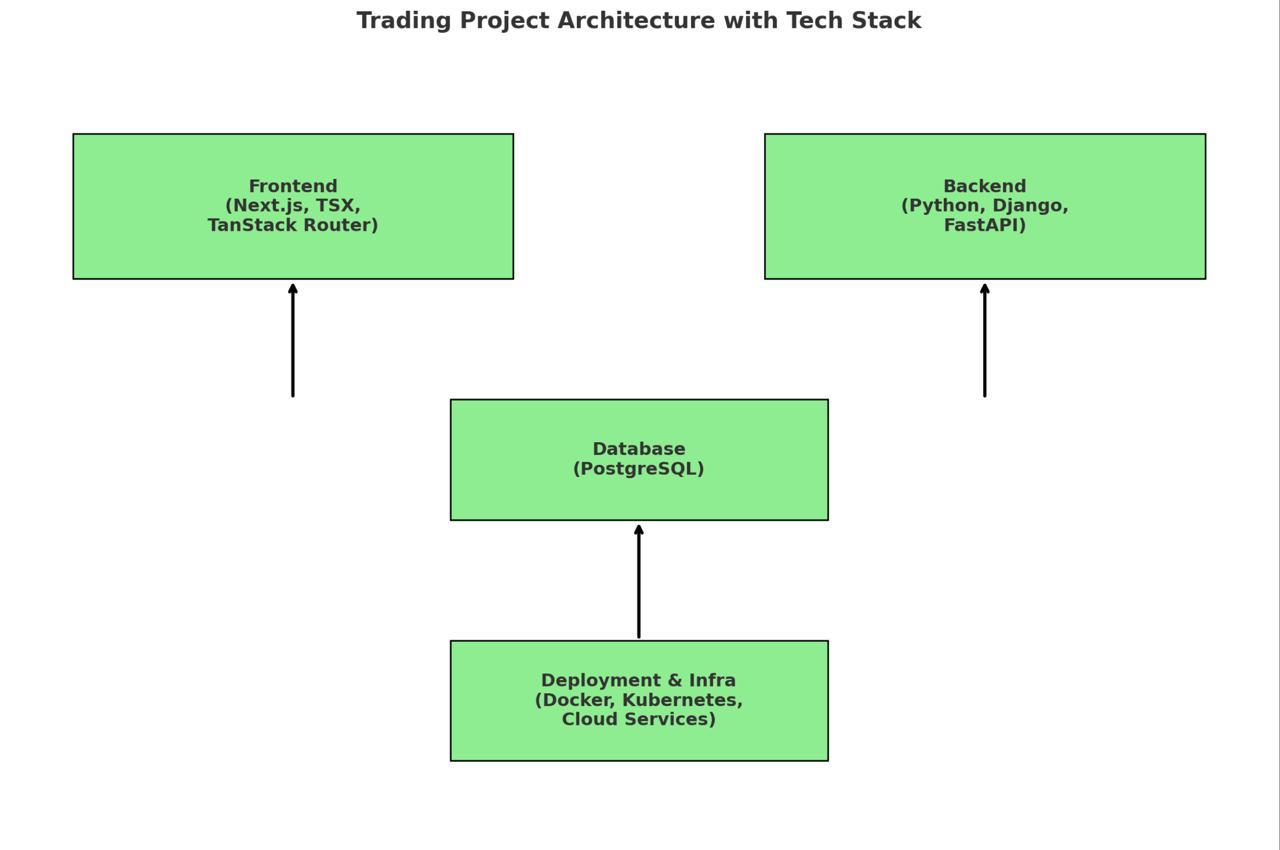 Trading Project Architecture with Tech Stack
Frontend
(Next.js, TSX,
TanStack Router)
Backend
(Python, Django,
FastAPI)
Database
(PostgreSQL)
Deployment & Infra
(Docker, Kubernetes,
Cloud Services)